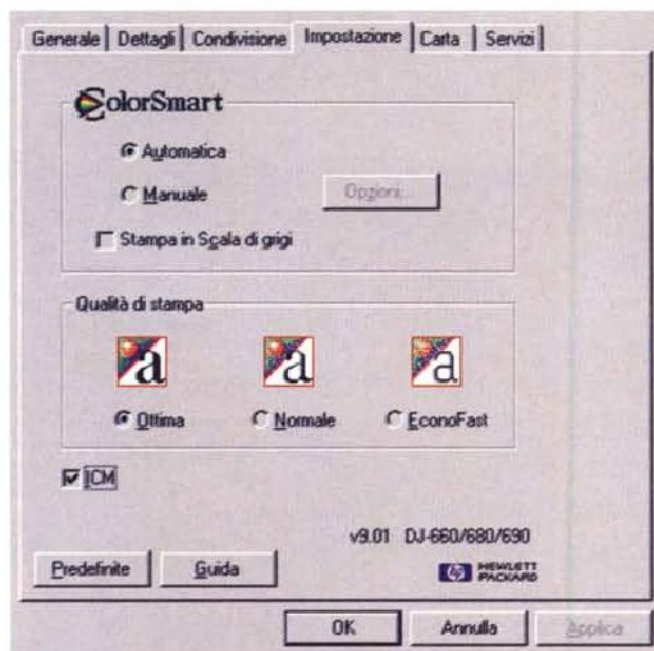 Generale Dettagli Condivisione Impostazione Carta Servizi
ColorSmart
Automatica
Manuale Opzioni...
Stampa in Scala di grigi
Qualità di stampa
a a a
Ottima Normale EconoFast
ICM
v9.01 DJ-660/680/690
Predefinite Guida hp HEWLETT
PACKARD
OK Annulla Applica